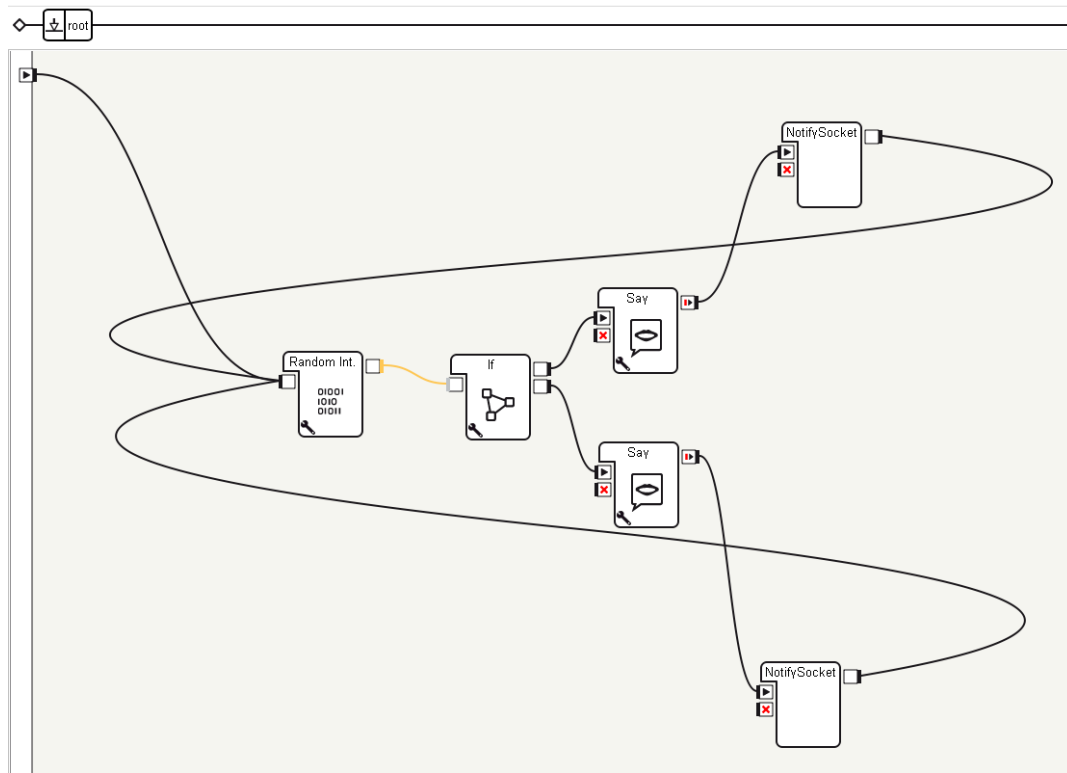 root
NotifySocket
Say
Random Int.
01001
1010
01011
If
Say
NotifySocket